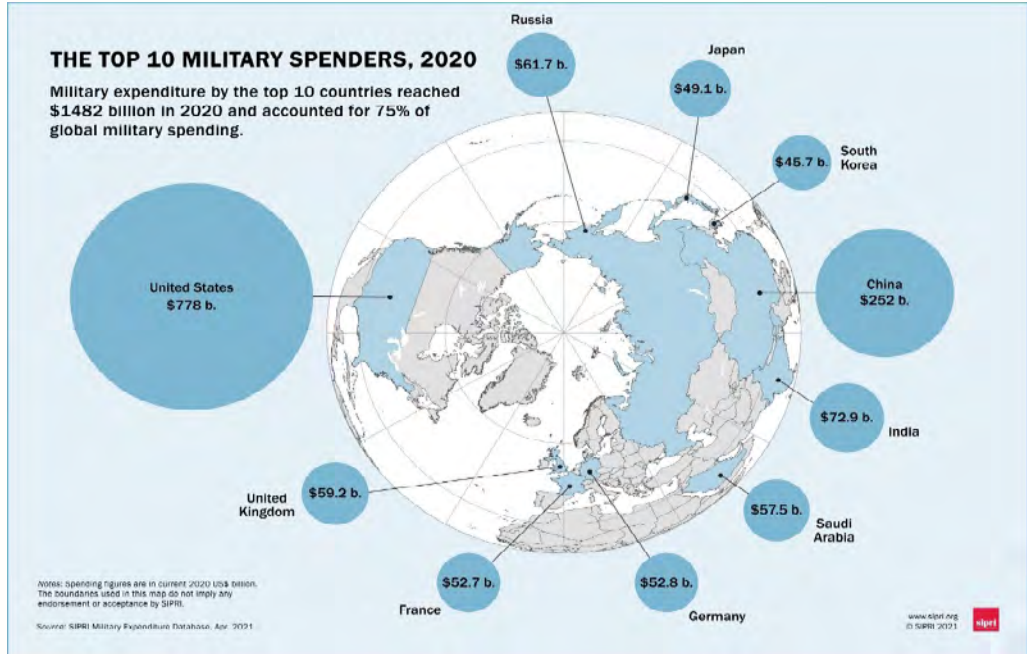 THE TOP 10 MILITARY SPENDERS, 2020
Military expenditure by the top 10 countries reached
$1482 billion in 2020 and accounted for 75% of
global military spending.
Russia
$61.7 b.
Japan
$49.1 b.
South
Korea
$45.7 b.
United States
$778 b.
China
$252 b.
$72.9 b.
India
United
Kingdom
$59.2 b.
$57.5 b.
Saudi
Arabia
$52.7 b.
France
$52.8 b.
Germany
Notes: Spending figures are in current 2020 US$ billion.
The boundaries used in this map do not imply any
endorsement or acceptance by SIPRI.
Source: SIPRI Military Expenditure Database, Apr. 2021
www.sipri.org
© SIPRI 2021
sipri